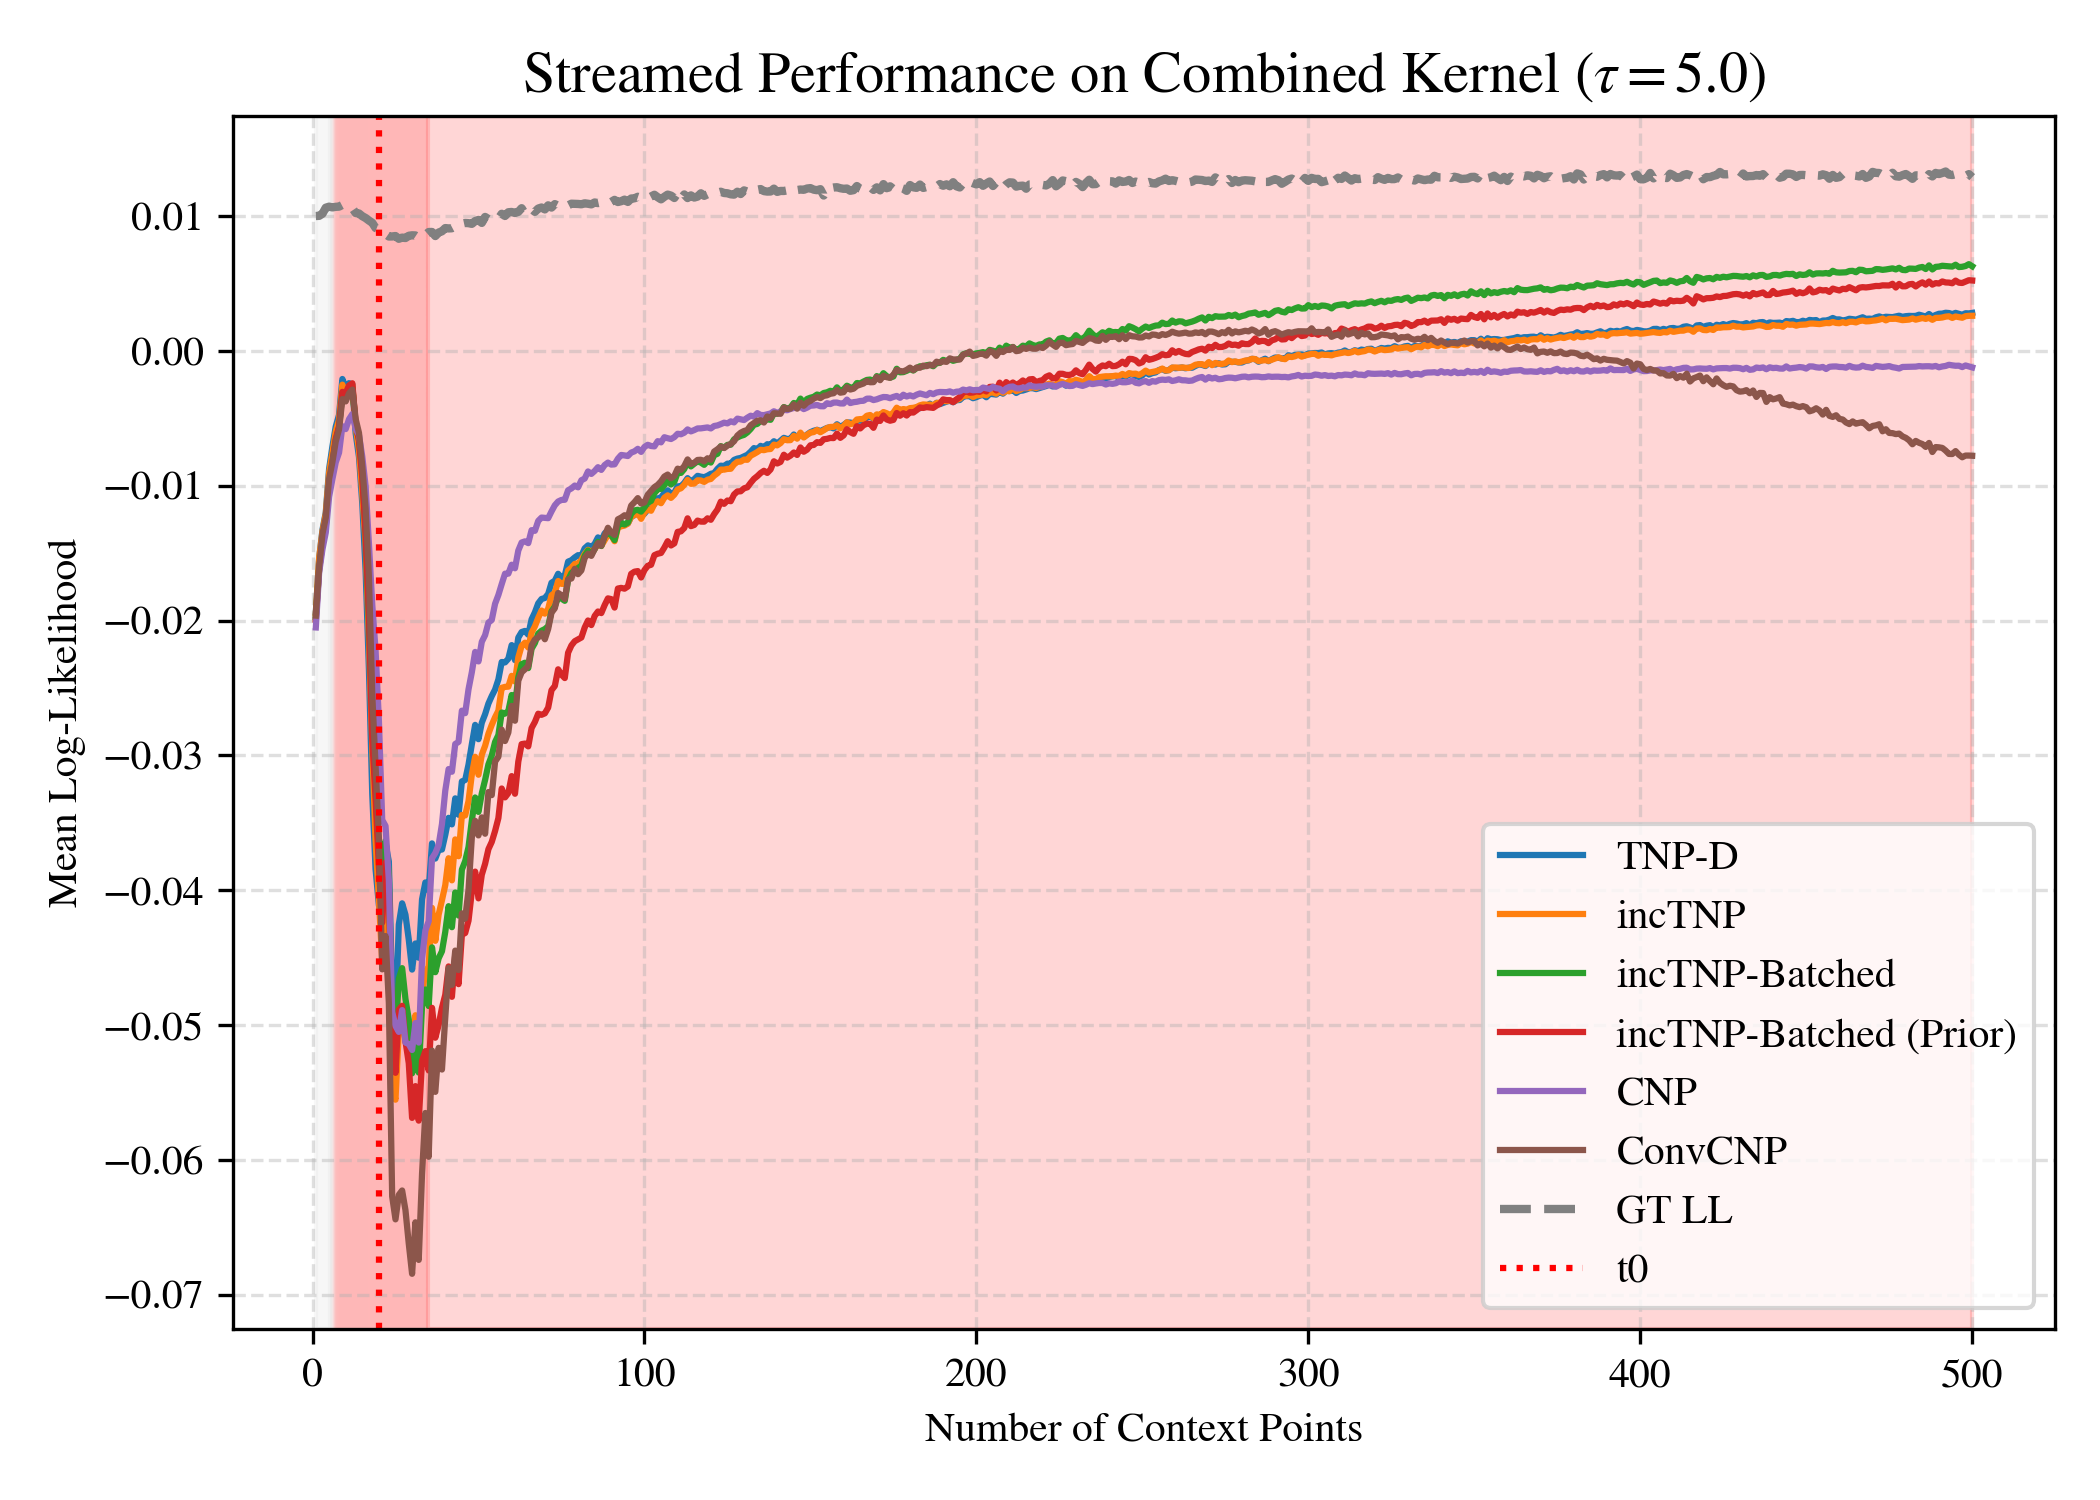 Streamed Performance on Combined Kernel (τ = 5.0)
Mean Log-Likelihood
0.01
0.00
−0.01
−0.02
−0.03
−0.04
−0.05
−0.06
−0.07
TNP-D
incTNP
incTNP-Batched
incTNP-Batched (Prior)
CNP
ConvCNP
GT LL
t0
0 100 200 300 400 500
Number of Context Points